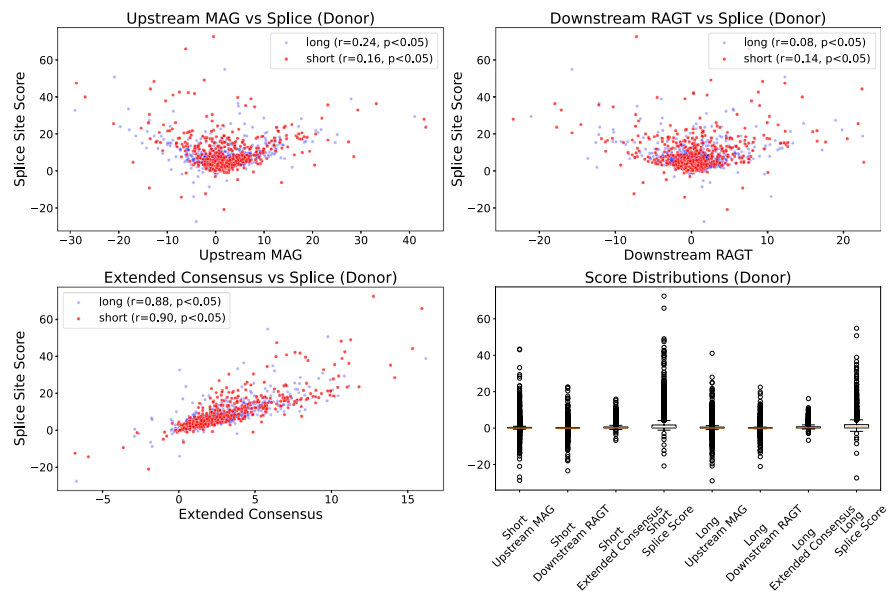 Upstream MAG vs Splice (Donor)
long (r=0.24, p<0.05)
short (r=0.16, p<0.05)
Splice Site Score
60
40
20
0
−20
−30
−20
−10
0
10
20
30
40
Upstream MAG
Downstream RAGT vs Splice (Donor)
long (r=0.08, p<0.05)
short (r=0.14, p<0.05)
Splice Site Score
60
40
20
0
−20
−20
−10
0
10
20
Downstream RAGT
Extended Consensus vs Splice (Donor)
long (r=0.88, p<0.05)
short (r=0.90, p<0.05)
Splice Site Score
60
40
20
0
−20
−5
0
5
10
15
Extended Consensus
Score Distributions (Donor)
60
40
20
0
−20
Short
Upstream MAG
Short
Downstream RAGT
Short
Extended Consensus
Short
Splice Score
Long
Upstream MAG
Long
Downstream RAGT
Long
Extended Consensus
Long
Splice Score